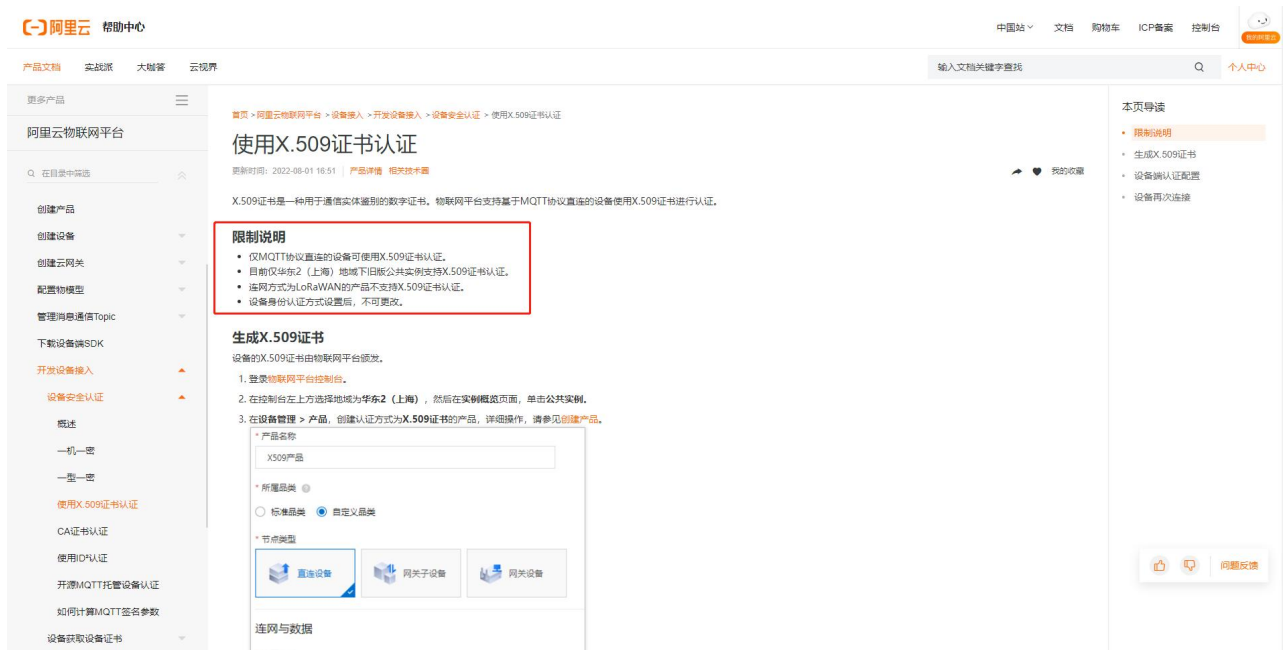 阿里云 帮助中心
中国站 文档 购物车 ICP备案 控制台
我的阿里云
产品文档 实战派 大咖答 云视界
输入文档关键字查找
个人中心
更多产品
阿里云物联网平台
在目录中筛选
创建产品
创建设备
创建云网关
配置物模型
管理消息通信Topic
下载设备端SDK
开发设备接入
设备安全认证
概述
一机一密
一型一密
使用X.509证书认证
CA证书认证
使用ID²认证
开源MQTT托管设备认证
如何计算MQTT签名参数
设备获取设备证书
首页 > 阿里云物联网平台 > 设备接入 > 开发设备接入 > 设备安全认证 > 使用X.509证书认证
使用X.509证书认证
更新时间：2022-08-01 16:51 产品详情 相关技术圈
我的收藏
X.509证书是一种用于通信实体鉴别的数字证书。物联网平台支持基于MQTT协议直连的设备使用X.509证书进行认证。
限制说明
• 仅MQTT协议直连的设备可使用X.509证书认证。
• 目前仅华东2（上海）地域下旧版公共实例支持X.509证书认证。
• 连网方式为LoRaWAN的产品不支持X.509证书认证。
• 设备身份认证方式设置后，不可更改。
生成X.509证书
设备的X.509证书由物联网平台颁发。
1. 登录物联网平台控制台。
2. 在控制台左上方选择地域为华东2（上海），然后在实例概览页面，单击公共实例。
3. 在设备管理 > 产品，创建认证方式为X.509证书的产品，详细操作，请参见创建产品。
* 产品名称
X509产品
* 所属品类
标准品类 自定义品类
* 节点类型
直连设备 网关子设备 网关设备
连网与数据
本页导读
• 限制说明
• 生成X.509证书
• 设备端认证配置
• 设备再次连接
问题反馈